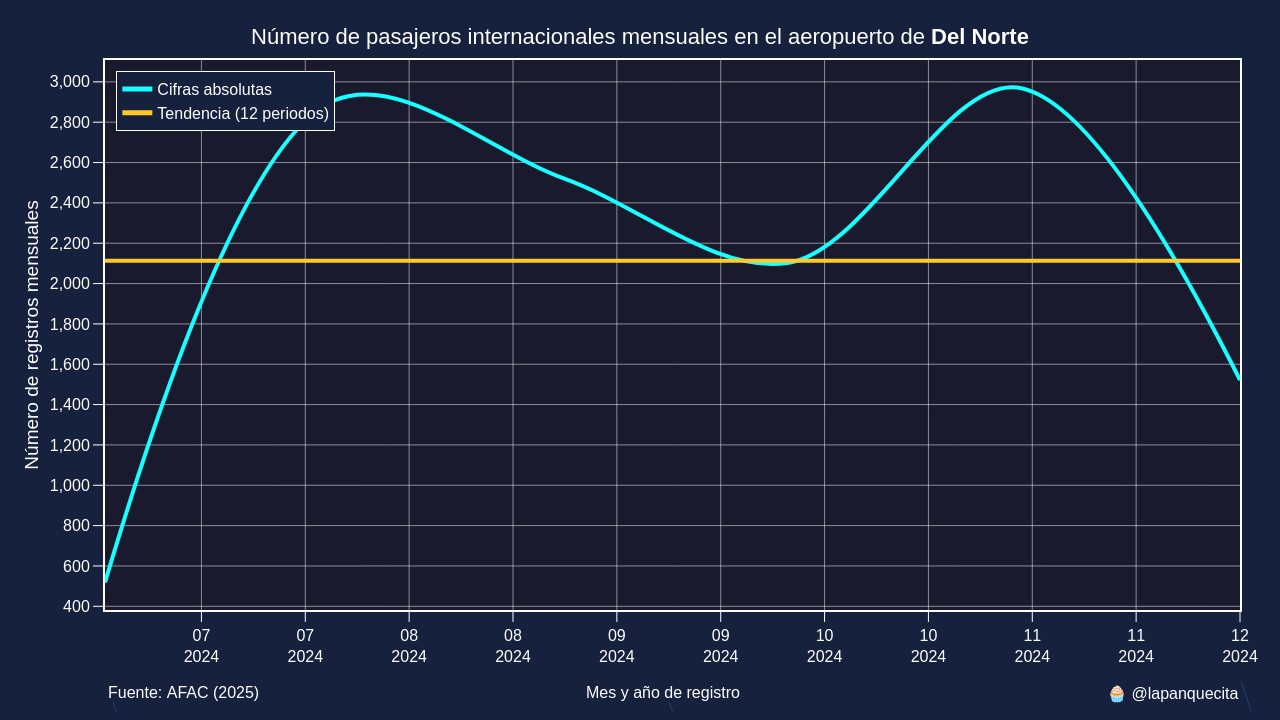 Número de pasajeros internacionales mensuales en el aeropuerto de Del Norte
Cifras absolutas
Tendencia (12 periodos)
Número de registros mensuales
3,000
2,800
2,600
2,400
2,200
2,000
1,800
1,600
1,400
1,200
1,000
800
600
400
07 07 08 08 09 09 10 10 11 11 12
2024 2024 2024 2024 2024 2024 2024 2024 2024 2024 2024
Fuente: AFAC (2025) Mes y año de registro 🧁 @lapanquecita